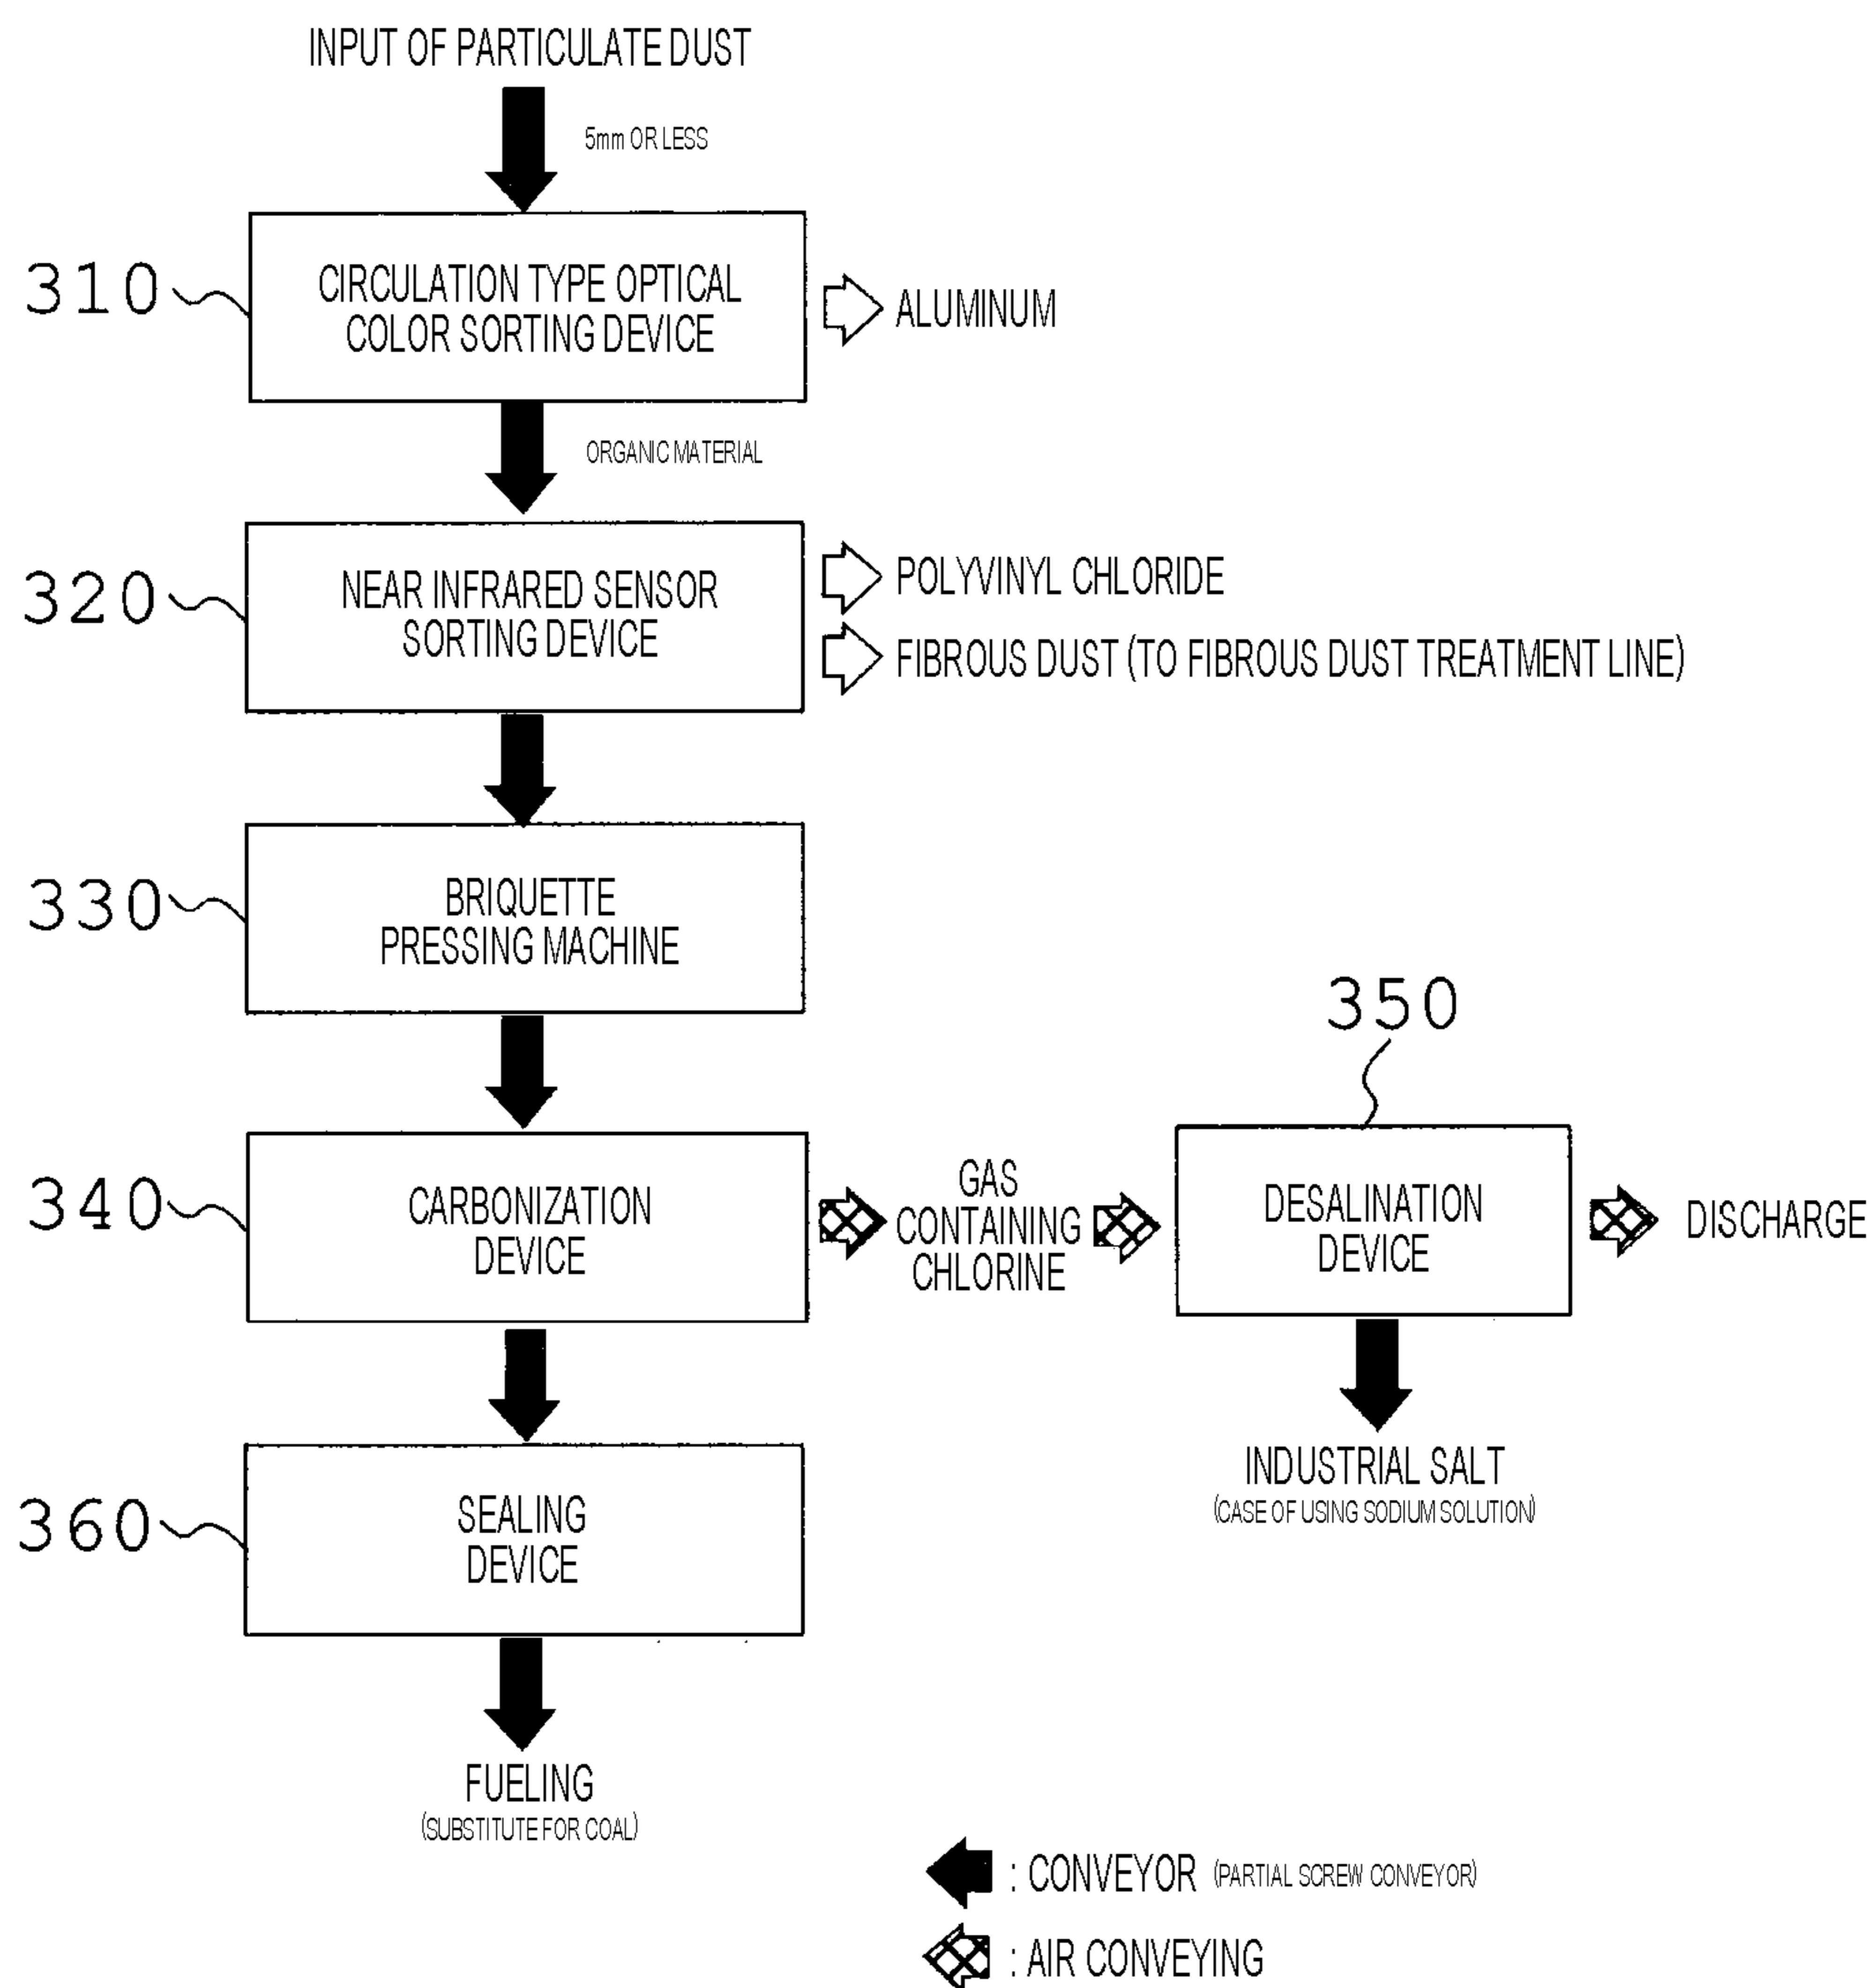 INPUT OF PARTICULATE DUST
5mm OR LESS
310
CIRCULATION TYPE OPTICAL
COLOR SORTING DEVICE
ALUMINUM
ORGANIC MATERIAL
320
NEAR INFRARED SENSOR
SORTING DEVICE
POLYVINYL CHLORIDE
FIBROUS DUST (TO FIBROUS DUST TREATMENT LINE)
330
BRIQUETTE
PRESSING MACHINE
340
CARBONIZATION
DEVICE
GAS
CONTAINING
CHLORINE
350
DESALINATION
DEVICE
DISCHARGE
INDUSTRIAL SALT
(CASE OF USING SODIUM SOLUTION)
360
SEALING
DEVICE
FUELING
(SUBSTITUTE FOR COAL)
: CONVEYOR (PARTIAL SCREW CONVEYOR)
: AIR CONVEYING